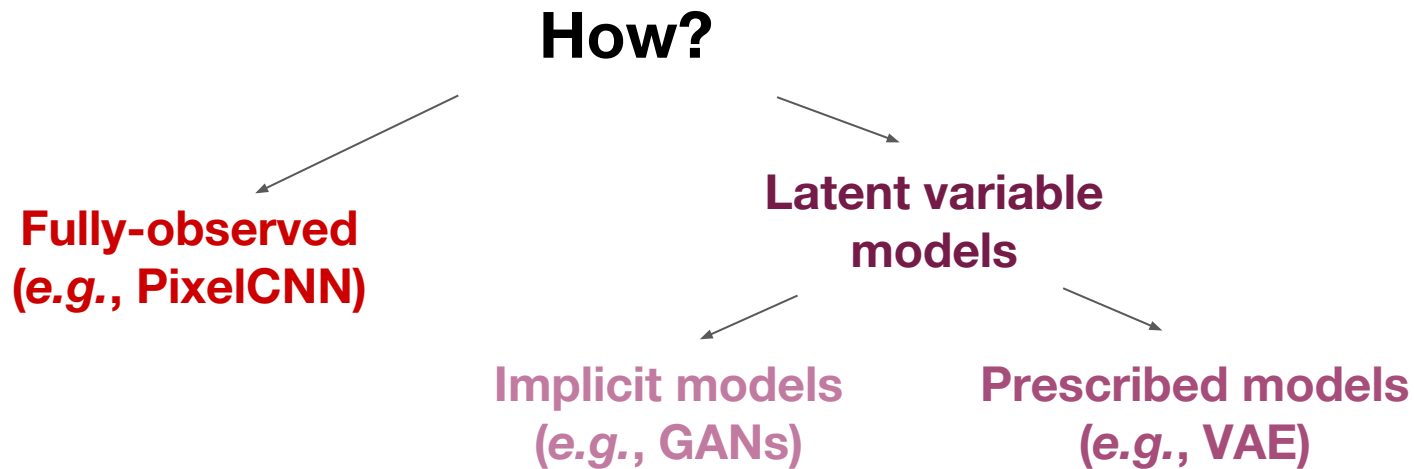 How?
Fully-observed
(e.g., PixelCNN)
Latent variable
models
Implicit models
(e.g., GANs)
Prescribed models
(e.g., VAE)